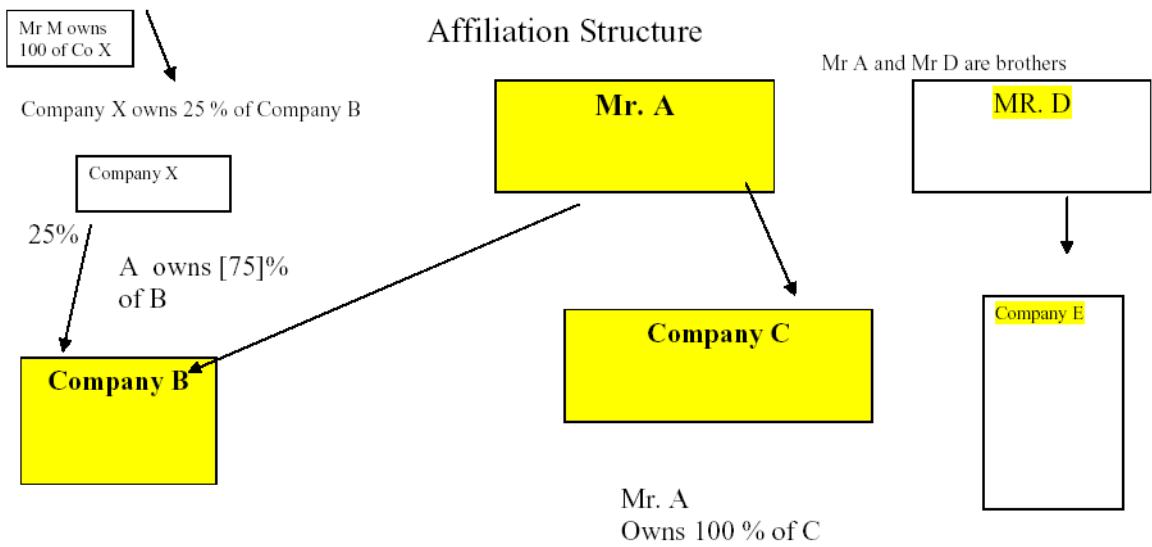 Affiliation Structure
Mr M owns
100 of Co X
Company X owns 25 % of Company B
Company X
25%
A owns [75]%
of B
Company B
Mr. A
Company C
Mr. A
Owns 100 % of C
Mr A and Mr D are brothers
MR. D
Company E